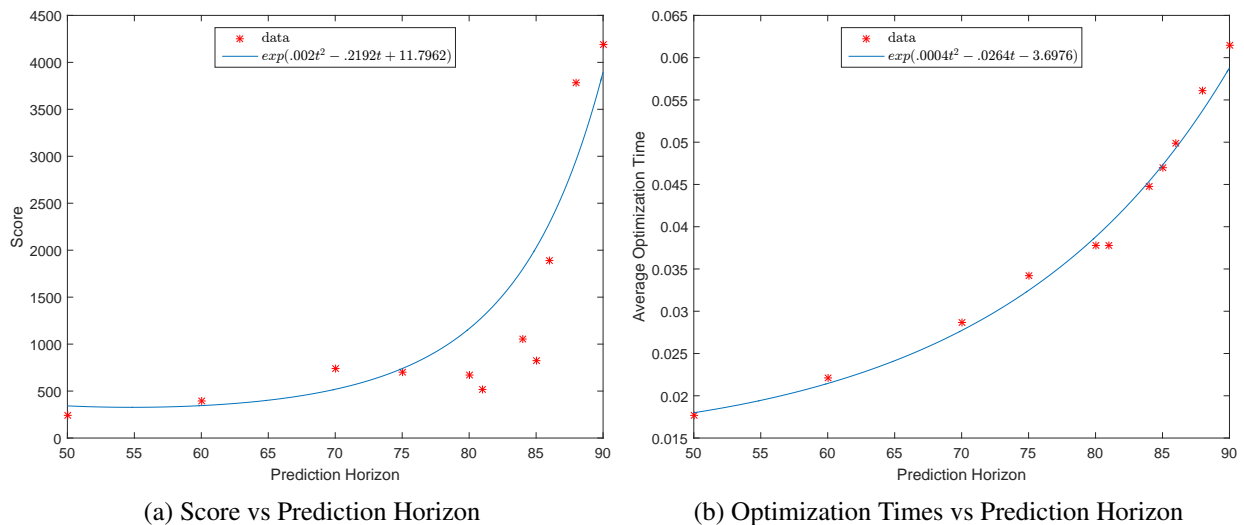 4500
4000
3500
3000
2500
2000
1500
1000
500
0
Score
data
exp(.002t² − .2192t + 11.7962)
50 55 60 65 70 75 80 85 90
Prediction Horizon
(a) Score vs Prediction Horizon
0.065
0.06
0.055
0.05
0.045
0.04
0.035
0.03
0.025
0.02
0.015
Average Optimization Time
data
exp(.0004t² − .0264t − 3.6976)
50 55 60 65 70 75 80 85 90
Prediction Horizon
(b) Optimization Times vs Prediction Horizon